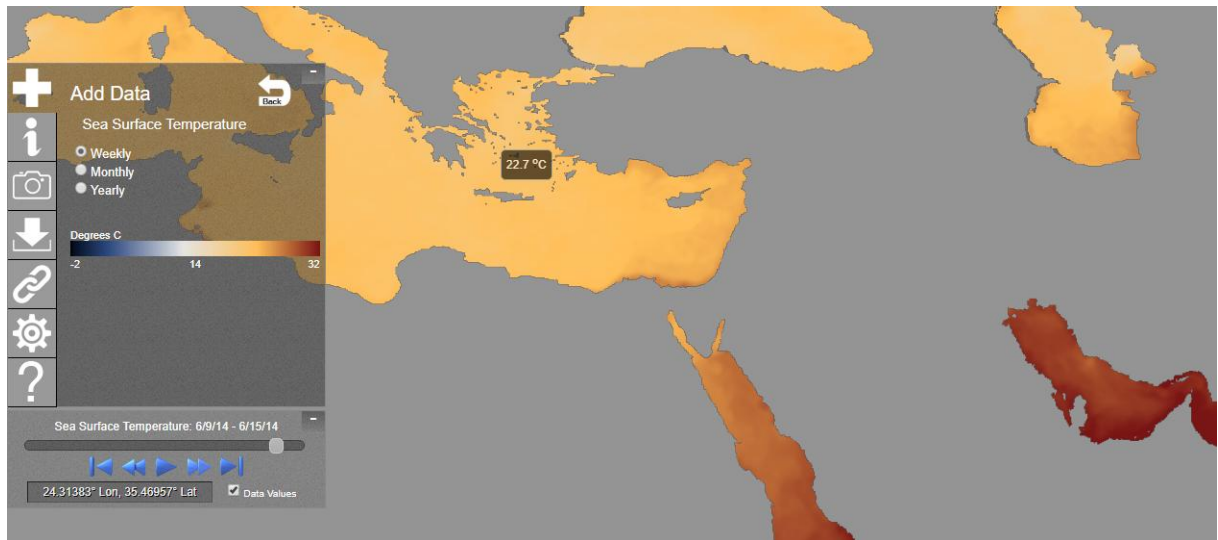 Add Data
Back
Sea Surface Temperature
Weekly
Monthly
Yearly
Degrees C
-2 14 32
22.7 °C
Sea Surface Temperature: 6/9/14 - 6/15/14
24.31383° Lon, 35.46957° Lat
Data Values